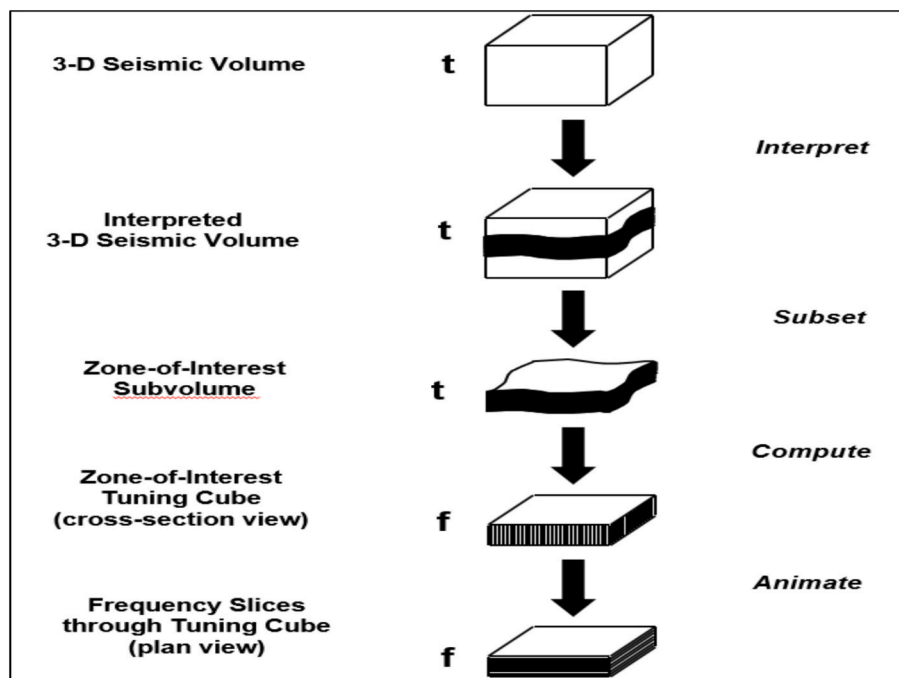 3-D Seismic Volume
t
Interpret
Interpreted
3-D Seismic Volume
t
Subset
Zone-of-Interest
Subvolume
t
Compute
Zone-of-Interest
Tuning Cube
(cross-section view)
f
Animate
Frequency Slices
through Tuning Cube
(plan view)
f